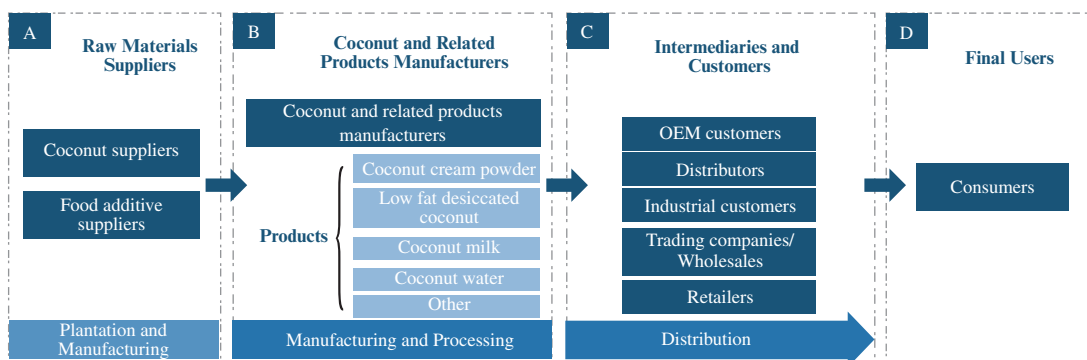 A
Raw Materials
Suppliers
Coconut suppliers
Food additive
suppliers
Plantation and
Manufacturing
B
Coconut and Related
Products Manufacturers
Coconut and related products
manufacturers
Products
Coconut cream powder
Low fat desiccated
coconut
Coconut milk
Coconut water
Other
Manufacturing and Processing
C
Intermediaries and
Customers
OEM customers
Distributors
Industrial customers
Trading companies/
Wholesales
Retailers
Distribution
D
Final Users
Consumers